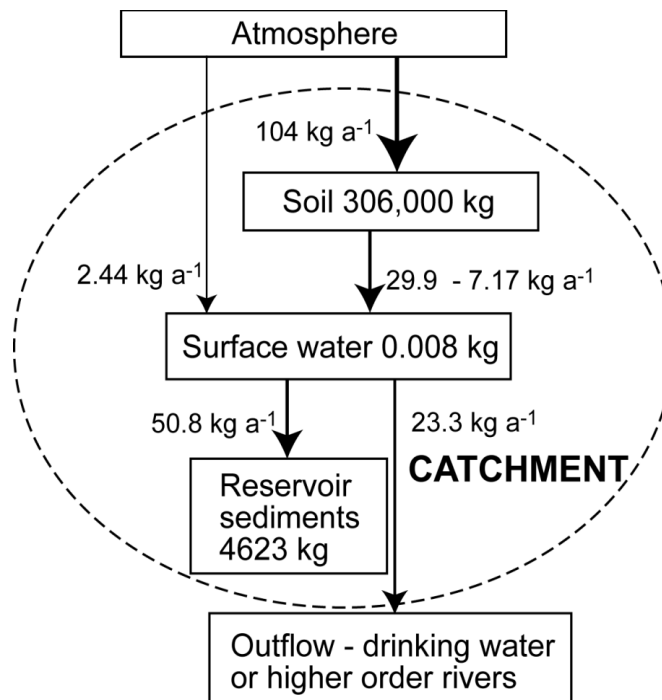 Atmosphere
104 kg a⁻¹
Soil 306,000 kg
2.44 kg a⁻¹
29.9 - 7.17 kg a⁻¹
Surface water 0.008 kg
50.8 kg a⁻¹
23.3 kg a⁻¹
CATCHMENT
Reservoir
sediments
4623 kg
Outflow - drinking water
or higher order rivers